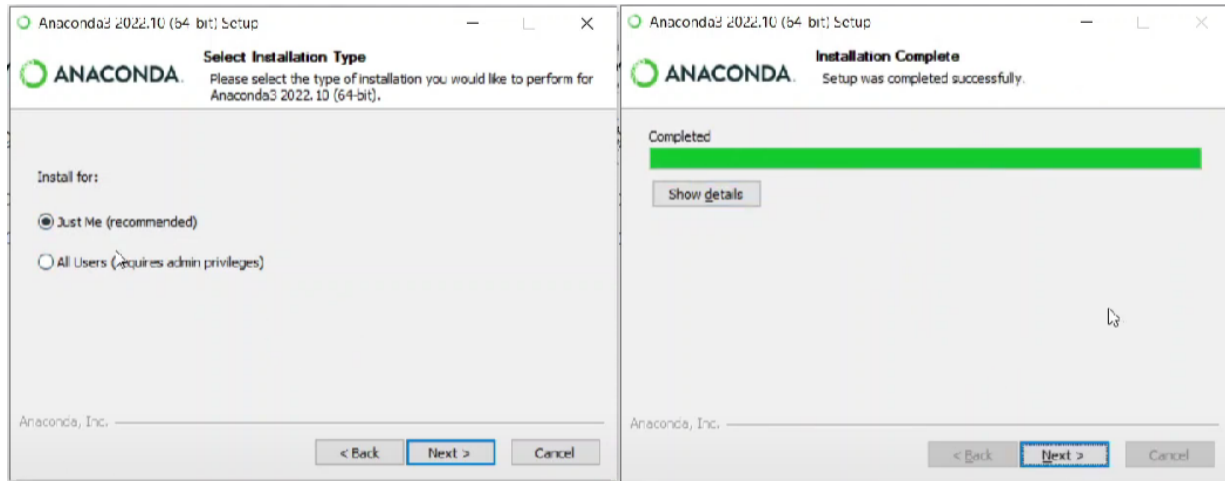 Anaconda3 2022.10 (64-bit) Setup
ANACONDA.
Select Installation Type
Please select the type of installation you would like to perform for
Anaconda3 2022.10 (64-bit).
Install for:
Just Me (recommended)
All Users (requires admin privileges)
Anaconda, Inc.
< Back
Next >
Cancel
Anaconda3 2022.10 (64-bit) Setup
ANACONDA.
Installation Complete
Setup was completed successfully.
Completed
Show details
Anaconda, Inc.
< Back
Next >
Cancel